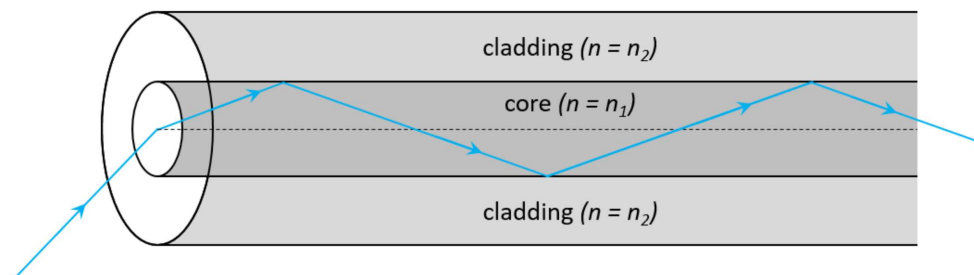 cladding (n = n₂)
core (n = n₁)
cladding (n = n₂)